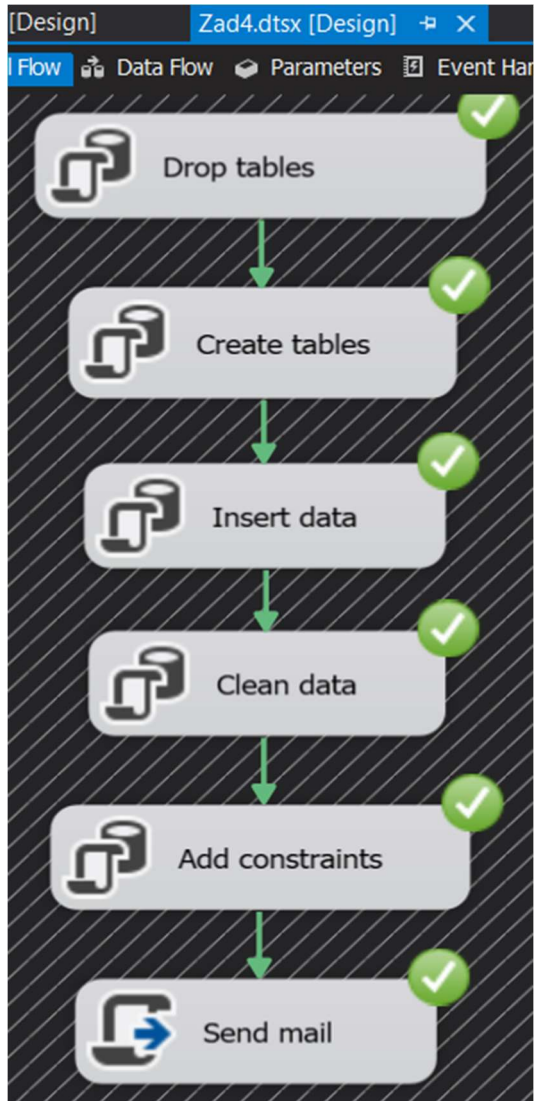 [Design] Zad4.dtsx [Design]
l Flow Data Flow Parameters Event Har
Drop tables
Create tables
Insert data
Clean data
Add constraints
Send mail